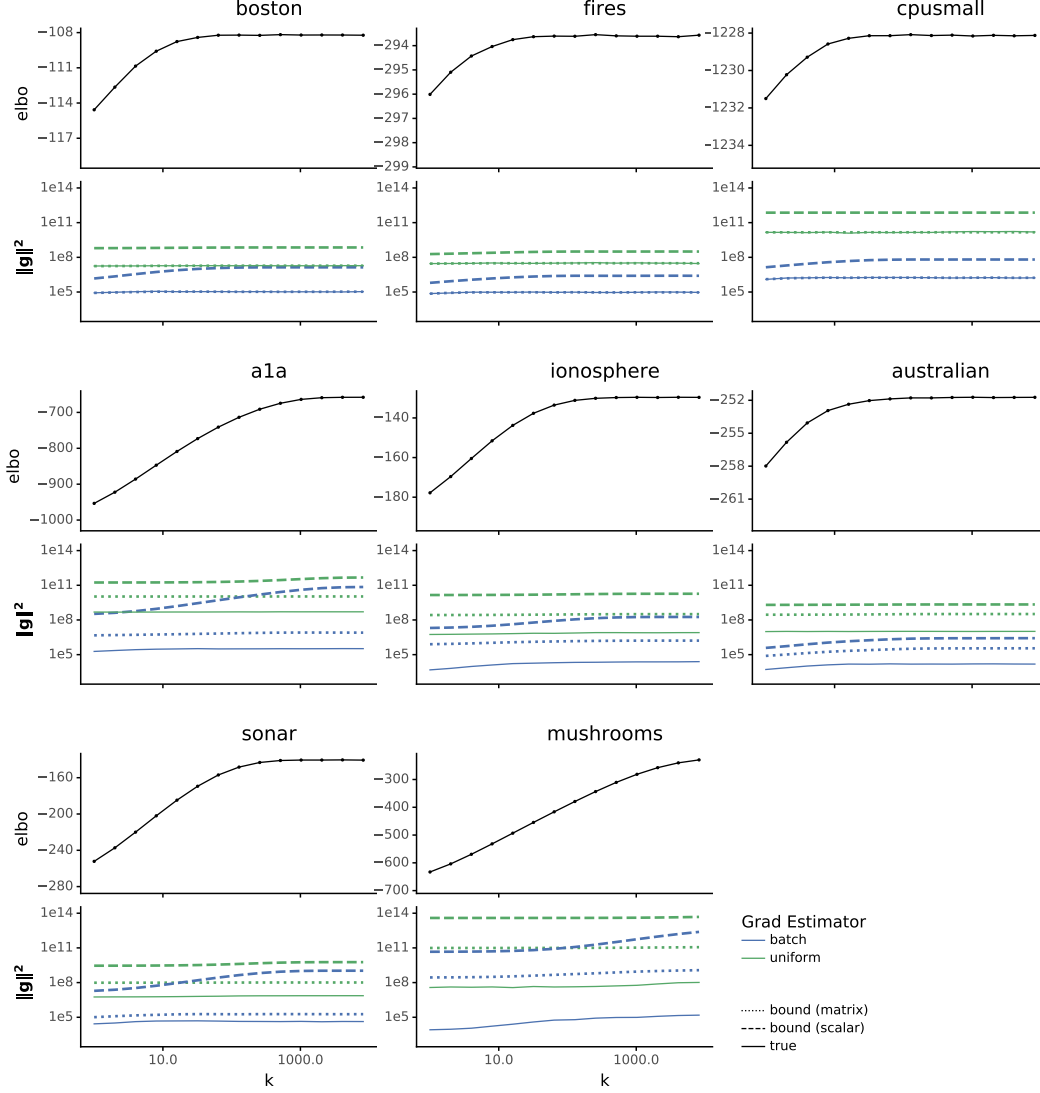 boston
fires
cpusmall
elbo
−108
−111
−114
−117
−294
−295
−296
−297
−298
−299
−1228
−1230
−1232
−1234
‖g‖²
1e14
1e11
1e8
1e5
1e14
1e11
1e8
1e5
1e14
1e11
1e8
1e5
a1a
ionosphere
australian
elbo
−700
−800
−900
−1000
−140
−160
−180
−252
−255
−258
−261
‖g‖²
1e14
1e11
1e8
1e5
1e14
1e11
1e8
1e5
1e14
1e11
1e8
1e5
sonar
mushrooms
elbo
−160
−200
−240
−280
−300
−400
−500
−600
−700
‖g‖²
1e14
1e11
1e8
1e5
1e14
1e11
1e8
1e5
10.0
1000.0
10.0
1000.0
k
k
Grad Estimator
batch
uniform
bound (matrix)
bound (scalar)
true